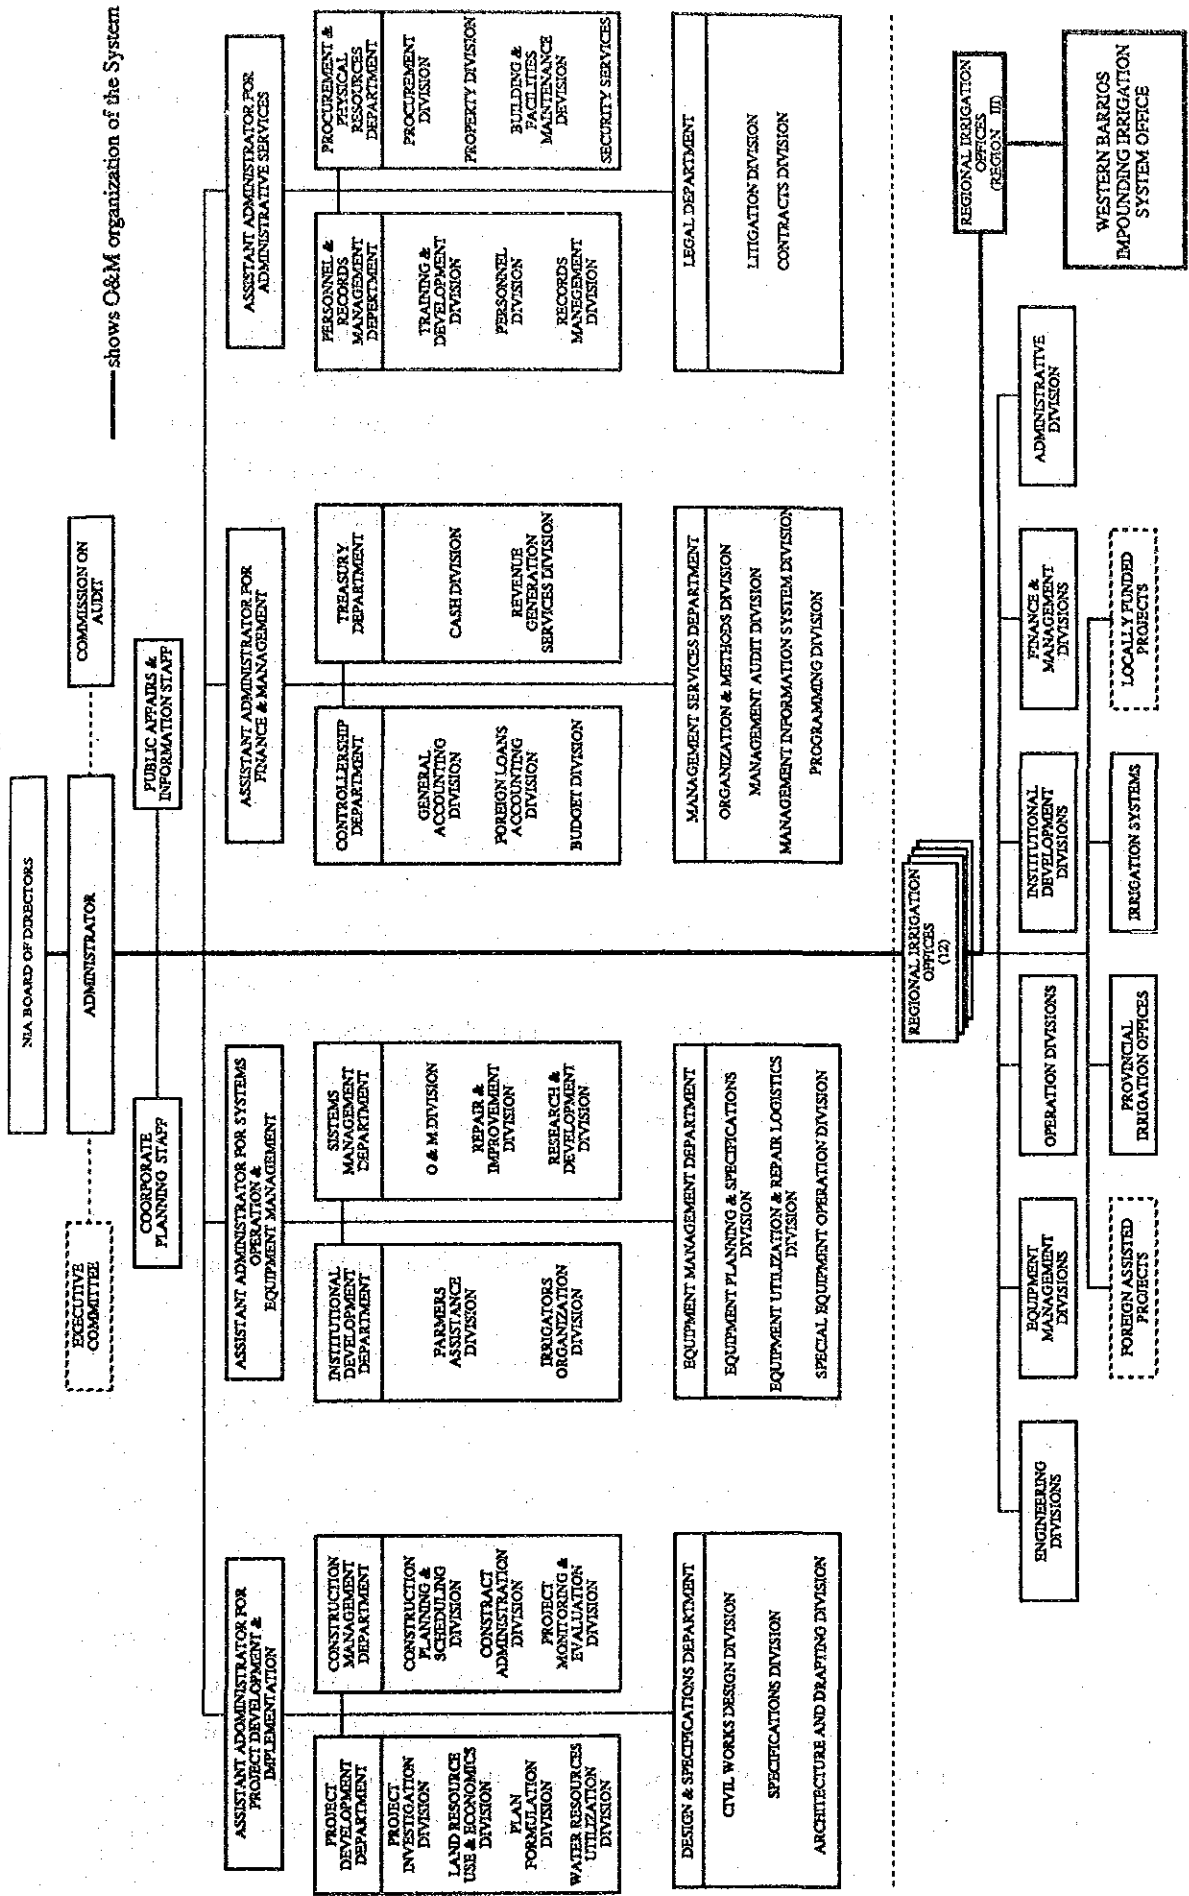 NIA BOARD OF DIRECTORS
ADMINISTRATOR
EXECUTIVE
COMMITTEE
COMMISSION ON
AUDIT
shows O&M organization of the System
COORPORATE
PLANNING STAFF
PUBLIC AFFAIRS &
INFORMATION STAFF
ASSISTANT ADOMINISTRATOR FOR
PROJECT DEVELOPMENT &
IMPLEMENTATION
PROJECT
DEVELOPMENT
DEPARTMENT
PROJECT
INVESTIGATION
DIVISION
LAND RESOURCE
USE & ECONOMICS
DIVISION
PLAN
FORMULATION
DIVISION
WATER RESOURCES
UTILIZATION
DIVISION
CONSTRUCTION
MANAGEMENT
DEPARTMENT
CONSTRUCTION
PLANNING &
SCHEDULING
DIVISION
CONSTRACT
ADMINISTRATION
DIVISION
PROJECT
MONITORING &
EVALUATION
DIVISION
DESIGN & SPECIFICATIONS DEPARTMENT
CIVIL WORKS DESIGN DIVISION
SPECIFICATIONS DIVISION
ARCHITECTURE AND DRAFTING DIVISION
ASSISTANT ADMINISTRATOR FOR SYSTEMS
OPERATION &
EQUIPMENT MANAGEMENT
INSTITUTIONAL
DEVELOPMENT
DEPARTMENT
FARMERS
ASSISTANCE
DIVISION
IRRIGATORS
ORGANIZATION
DIVISION
SISTEMS
MANAGEMENT
DEPARTMENT
O & M DIVISION
REPAIR &
IMPROVEMENT
DIVISION
RESEARCH &
DEVELOPMENT
DIVISION
EQUIPMENT MANAGEMENT DEPARTMENT
EQUIPMENT PLANNING & SPECIFICATIONS
DIVISION
EQUIPMENT UTILIZATION & REPAIR LOGISTICS
DIVISION
SPECIAL EQUIPMENT OPERATION DIVISION
ASSISTANT ADMINISTRATOR FOR
FINANCE & MANAGEMENT
CONTROLLERSHIP
DEPARTMENT
GENERAL
ACCOUNTING
DIVISION
FOREIGN LOANS
ACCOUNTING
DIVISION
BUDGET DIVISION
TREASURY
DEPARTMENT
CASH DIVISION
REVENUE
GENERATION
SERVICES DIVISION
MANAGEMENT SERVICES DEPARTMENT
ORGANIZATION & METHODS DIVISION
MANAGEMENT AUDIT DIVISION
MANAGEMENT INFORMATION SYSTEM DIVISION
PROGRAMMING DIVISION
ASSISTANT ADMINISTRATOR FOR
ADMINISTRATIVE SERVICES
PERSONNEL &
RECORDS
MANAGEMENT
DEPERTMENT
TRAINING &
DEVELOPMENT
DIVISION
PERSONNEL
DIVISION
RECORDS
MANEGEMENT
DIVISION
PROCUREMENT &
PHYSICAL
RESOURCES
DEPARTMENT
PROCUREMENT
DIVISION
PROPERTY DIVISION
BUILDING &
FACILITIES
MAINTENANCE
DEVISION
SECURITY SERVICES
LEGAL DEPARTMENT
LITIGATION DIVISION
CONTRACTS DIVISION
REGIONAL IRRIGATION
OFFICES
(12)
REGIONAL IRRIGATION
OFFICES
(REGION III)
WESTERN BARRIOS
IMPOUNDING IRRIGATION
SYSTEM OFFICE
ENGINEERING
DIVISIONS
EQUIPMENT
MANAGEMENT
DIVISIONS
OPERATION DIVISIONS
INSTITUTIONAL
DEVELOPMENT
DIVISIONS
FINANCE &
MANAGEMENT
DIVISIONS
ADMINISTRATIVE
DIVISION
FOREIGN ASSISTED
PROJECTS
PROVINCIAL
IRRIGATION OFFICES
IRRIGATION SYSTEMS
LOCALLY FUNDED
PROJECTS